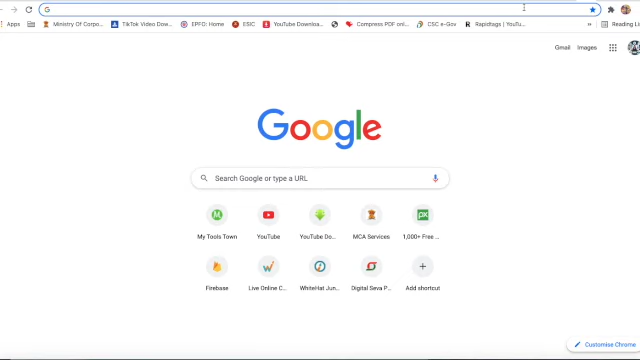 G
Apps Ministry Of Corpo... TikTok Video Dow... EPFO: Home ESIC YouTube Downloa... Compress PDF onl... CSC e-Gov Rapidtags | YouTu... » Reading List
Gmail Images
Google
Search Google or type a URL
My Tools Town YouTube YouTube Do... MCA Services 1,000+ Free ...
Firebase Live Online C... WhiteHat Jun... Digital Seva P... Add shortcut
Customise Chrome